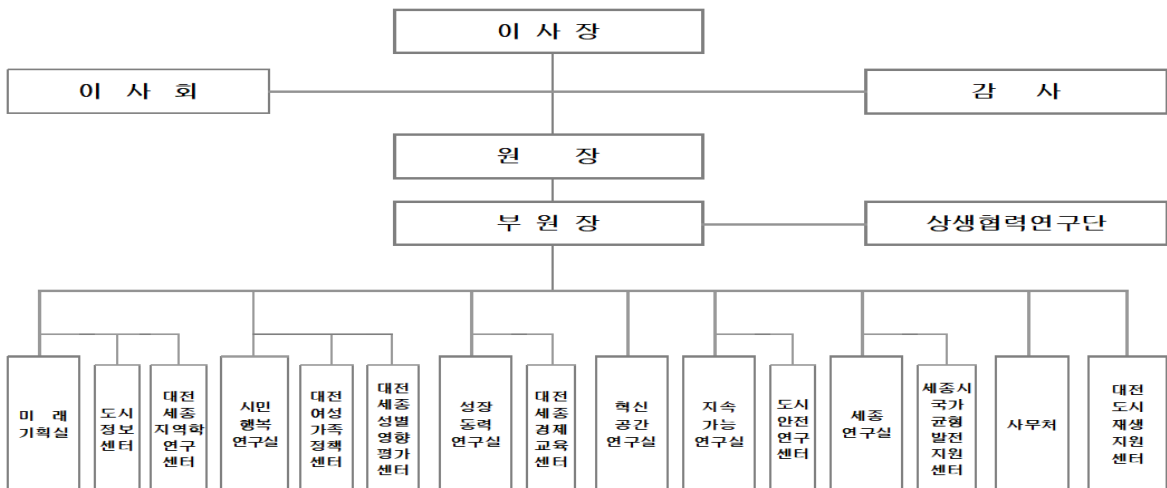 이 사 장
이 사 회
감 사
원 장
부 원 장
상생협력연구단
미 래
기획실
도시
정보
센터
대전
세종
지역학
연구
센터
시민
행복
연구실
대전
여성
가족
정책
센터
대전
세종
성별
영향
평가
센터
성장
동력
연구실
대전
세종
경제
교육
센터
혁신
공간
연구실
지속
가능
연구실
도시
안전
연구
센터
세종
연구실
세종시
국가
균형
발전
지원
센터
사무처
대전
도시
재생
지원
센터